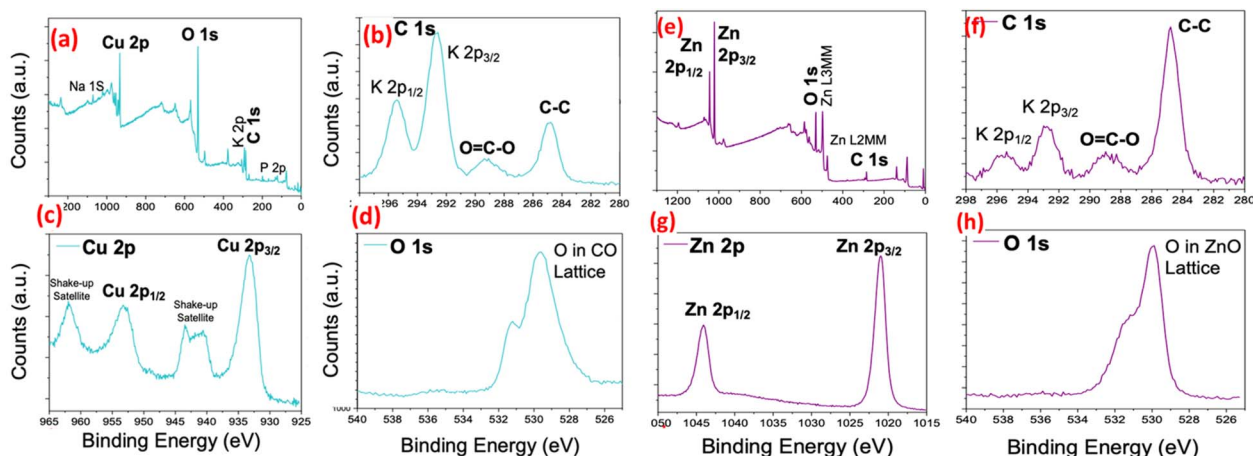 (a)
Cu 2p
O 1s
Na 1S
K 2p
C 1s
P 2p
Counts (a.u.)
1200 1000 800 600 400 200 0
(b)
C 1s
K 2p3/2
K 2p1/2
O=C-O
C-C
Counts (a.u.)
298 296 294 292 290 288 286 284 282 280
(e)
Zn
2p1/2
Zn
2p3/2
O 1s
Zn L3MM
Zn L2MM
C 1s
Counts (a.u.)
1200 1000 800 600 400 200 0
(f)
C 1s
C-C
K 2p3/2
K 2p1/2
O=C-O
Counts (a.u.)
298 296 294 292 290 288 286 284 282 280
(c)
Cu 2p
Cu 2p3/2
Shake-up
Satellite
Cu 2p1/2
Shake-up
Satellite
Counts (a.u.)
965 960 955 950 945 940 935 930 925
Binding Energy (eV)
(d)
O 1s
O in CO
Lattice
Counts (a.u.)
540 538 536 534 532 530 528 526
Binding Energy (eV)
(g)
Zn 2p
Zn 2p3/2
Zn 2p1/2
Counts (a.u.)
050 1045 1040 1035 1030 1025 1020 1015
Binding Energy (eV)
(h)
O 1s
O in ZnO
Lattice
Counts (a.u.)
540 538 536 534 532 530 528 526
Binding Energy (eV)